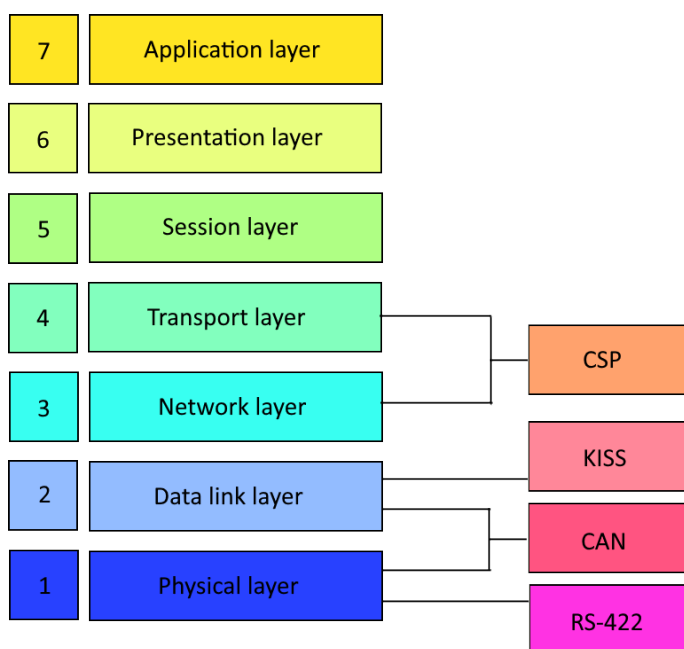 7 Application layer
6 Presentation layer
5 Session layer
4 Transport layer
CSP
3 Network layer
KISS
2 Data link layer
CAN
1 Physical layer
RS-422